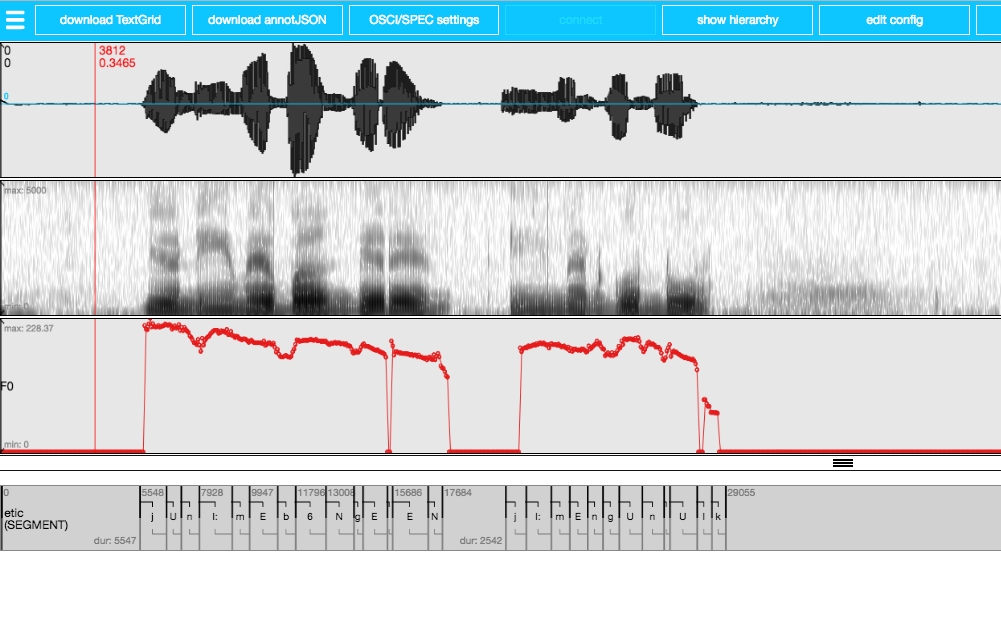 download TextGrid download annotJSON OSCI/SPEC settings connect show hierarchy edit config
0 3812
0 0.3465
0
max: 5000
min: 0
max: 228.37
F0
min: 0
0 5548 7928 9947 11796 13008 15686 17684 29055
etic j U n I: m E b 6 N g E E N j I: m E n g U n U I k
(SEGMENT)
dur: 5547 dur: 2542